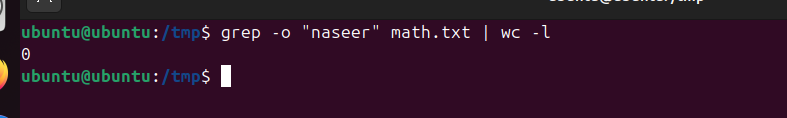 ubuntu@ubuntu:/tmp$ grep -o "naseer" math.txt | wc -l
0
ubuntu@ubuntu:/tmp$